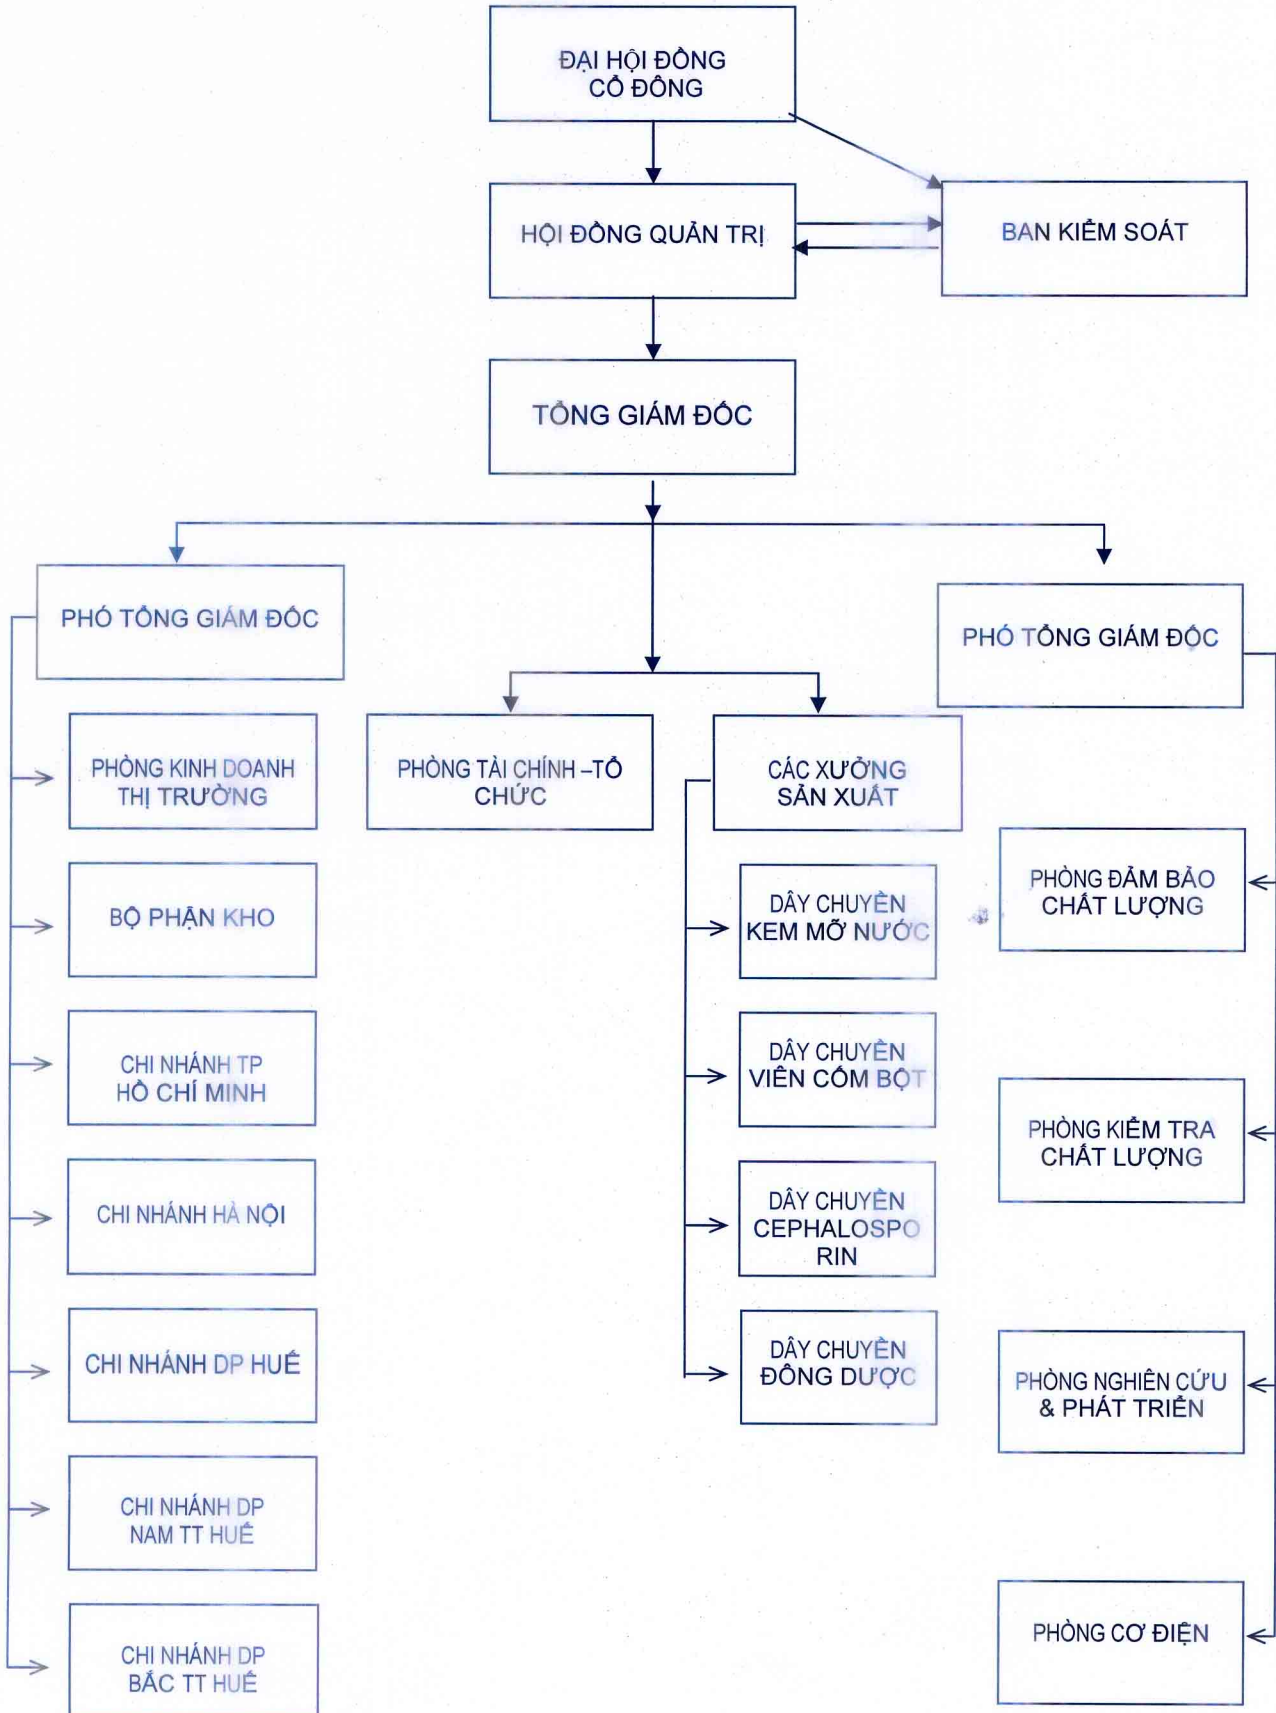 ĐẠI HỘI ĐỒNG
CỔ ĐÔNG
HỘI ĐỒNG QUẢN TRỊ
BAN KIỂM SOÁT
TỔNG GIÁM ĐỐC
PHÓ TỔNG GIÁM ĐỐC
PHÒNG KINH DOANH
THỊ TRƯỜNG
BỘ PHẬN KHO
CHI NHÁNH TP
HỒ CHÍ MINH
CHI NHÁNH HÀ NỘI
CHI NHÁNH DP HUẾ
CHI NHÁNH DP
NAM TT HUẾ
CHI NHÁNH DP
BẮC TT HUẾ
PHÒNG TÀI CHÍNH –TỔ
CHỨC
CÁC XƯỞNG
SẢN XUẤT
DÂY CHUYỀN
KEM MỠ NƯỚC
DÂY CHUYỀN
VIÊN CỐM BỘT
DÂY CHUYỀN
CEPHALOSPO
RIN
DÂY CHUYỀN
ĐÔNG DƯỢC
PHÓ TỔNG GIÁM ĐỐC
PHÒNG ĐẢM BẢO
CHẤT LƯỢNG
PHÒNG KIỂM TRA
CHẤT LƯỢNG
PHÒNG NGHIÊN CỨU
& PHÁT TRIỂN
PHÒNG CƠ ĐIỆN